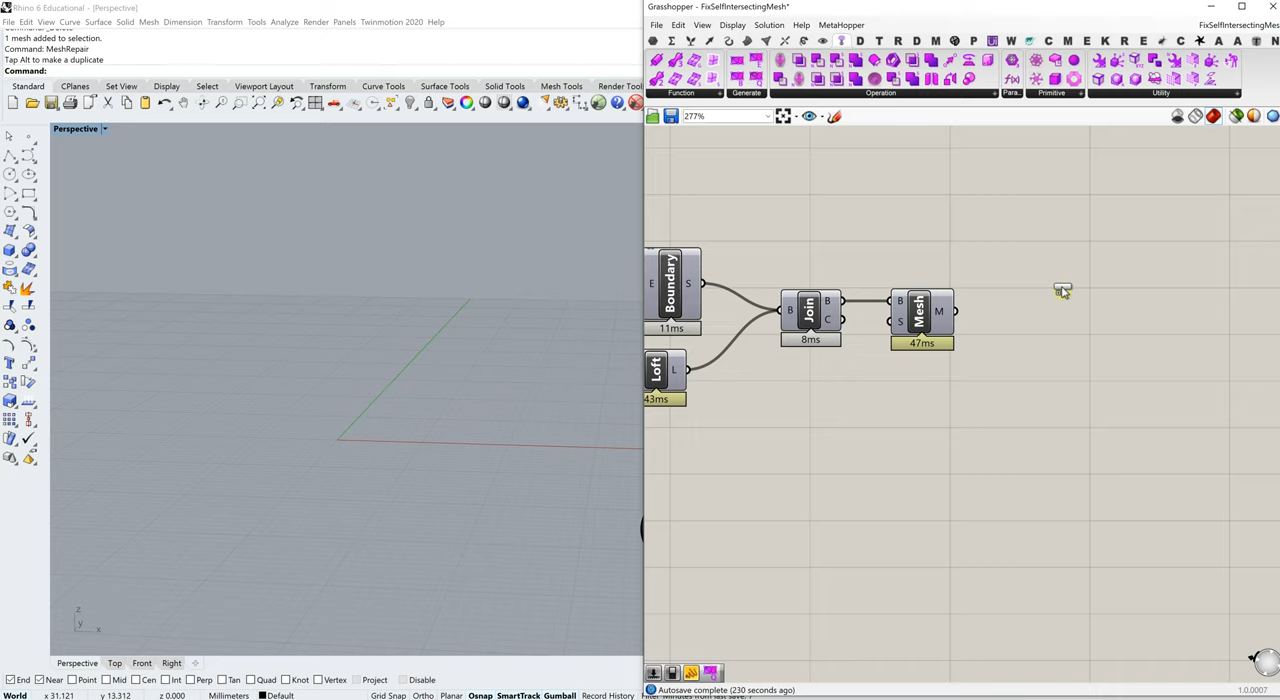 Rhino 6 Educational - [Perspective]
File Edit View Curve Surface Solid Mesh Dimension Transform Tools Analyze Render Panels Twinmotion 2020 Help
1 mesh added to selection.
Command: MeshRepair
Tap Alt to make a duplicate
Command:
Standard CPlanes Set View Display Select Viewport Layout Transform Curve Tools Surface Tools Solid Tools Mesh Tools Render Tool
Perspective
z
y
x
Perspective Top Front Right
End Near Point Mid Cen Int Perp Tan Quad Knot Vertex Project Disable
World x 31.121 y 13.312 z 0.000 Millimeters Default Grid Snap Ortho Planar Osnap SmartTrack Gumball Record History
Grasshopper - FixSelfIntersectingMesh*
File Edit View Display Solution Help MetaHopper FixSelfIntersectingMes
D T R D M P W C M E K R E C A A N
Function Generate Operation Para... Primitive Utility
277%
E Boundary S
11ms
Loft L
43ms
B Join B
C
8ms
B Mesh M
S
47ms
Autosave complete (230 seconds ago)
1.0.0007